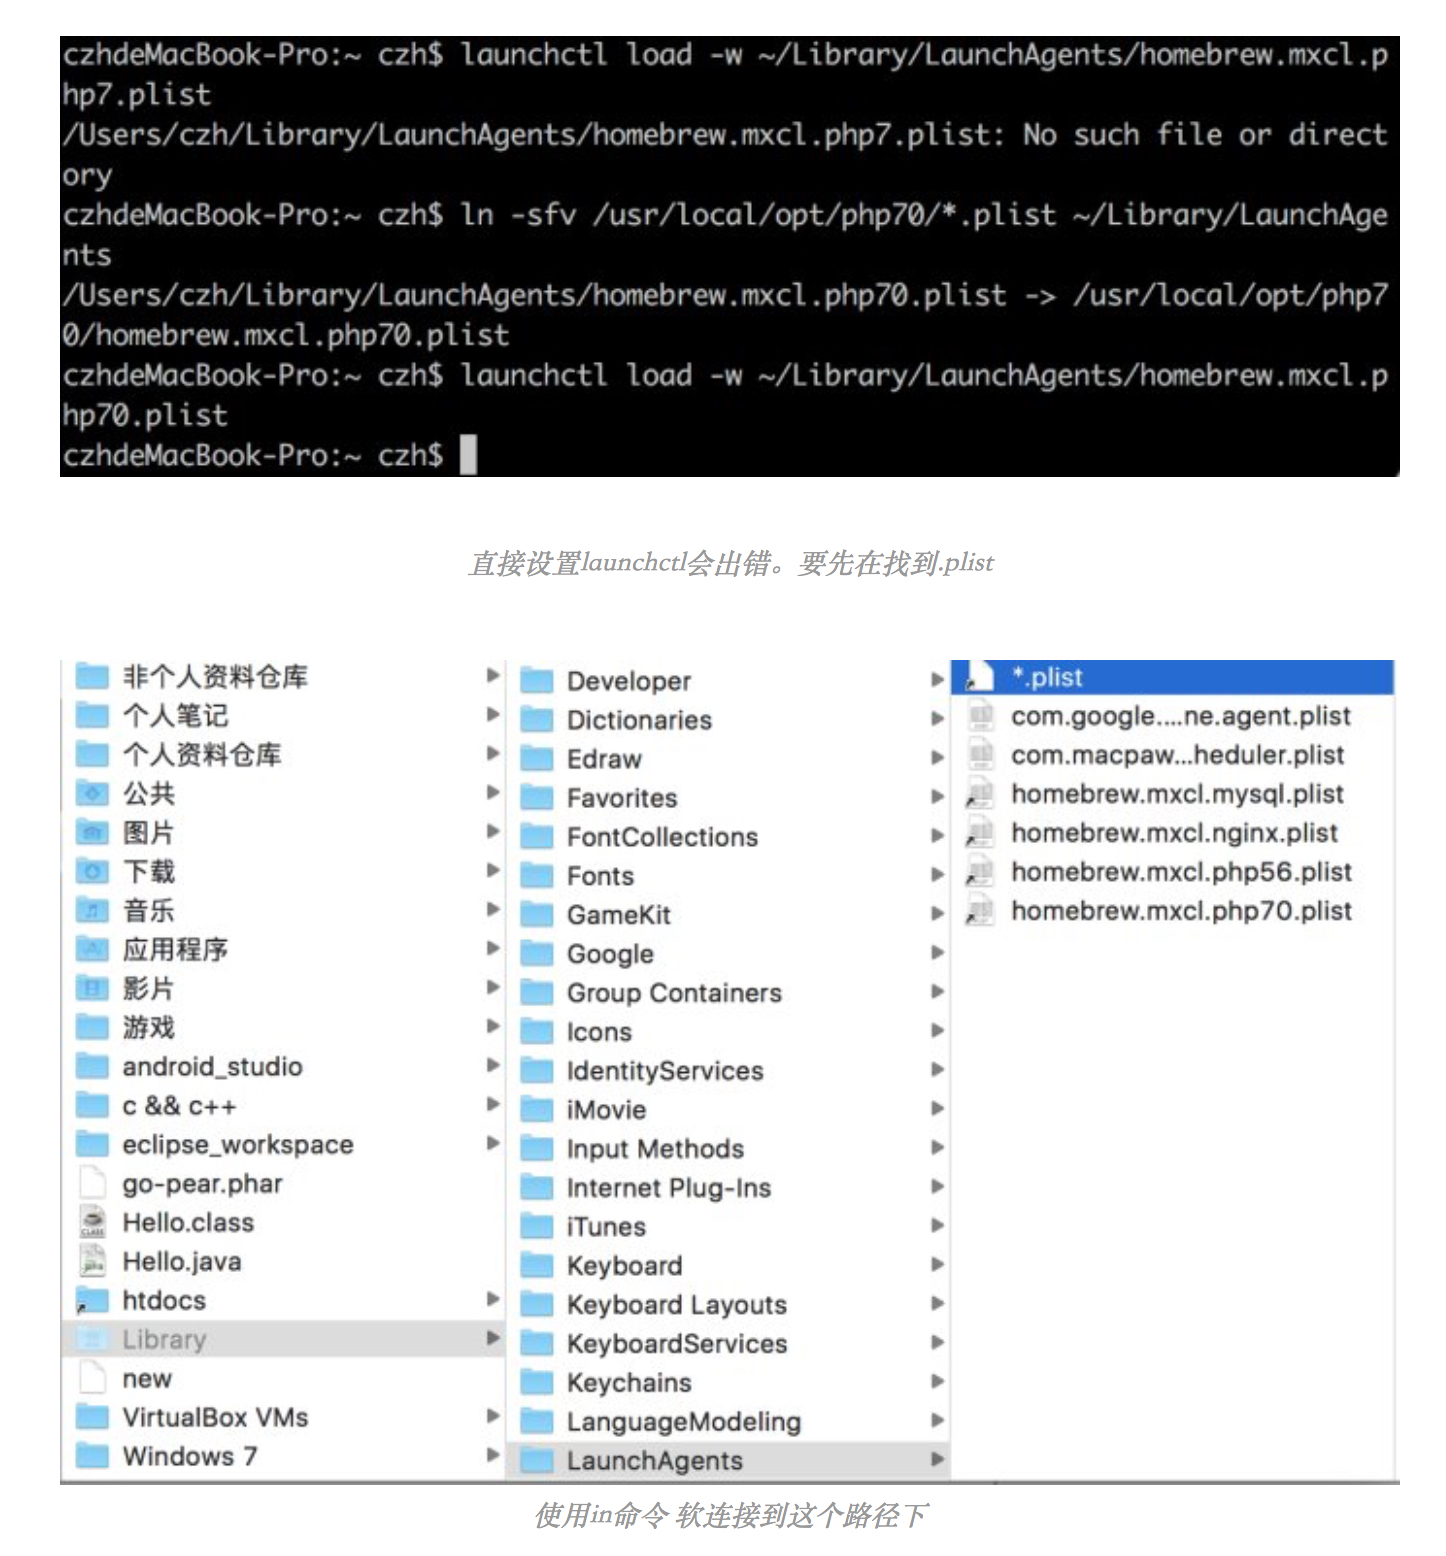 czhdeMacBook-Pro:~ czh$ launchctl load -w ~/Library/LaunchAgents/homebrew.mxcl.p
hp7.plist
/Users/czh/Library/LaunchAgents/homebrew.mxcl.php7.plist: No such file or direct
ory
czhdeMacBook-Pro:~ czh$ ln -sfv /usr/local/opt/php70/*.plist ~/Library/LaunchAge
nts
/Users/czh/Library/LaunchAgents/homebrew.mxcl.php70.plist -> /usr/local/opt/php7
0/homebrew.mxcl.php70.plist
czhdeMacBook-Pro:~ czh$ launchctl load -w ~/Library/LaunchAgents/homebrew.mxcl.p
hp70.plist
czhdeMacBook-Pro:~ czh$
直接设置launchctl会出错。要先在找到.plist
非个人资料仓库
个人笔记
个人资料仓库
公共
图片
下载
音乐
应用程序
影片
游戏
android_studio
c && c++
eclipse_workspace
go-pear.phar
Hello.class
Hello.java
htdocs
Library
new
VirtualBox VMs
Windows 7
Developer
Dictionaries
Edraw
Favorites
FontCollections
Fonts
GameKit
Google
Group Containers
Icons
IdentityServices
iMovie
Input Methods
Internet Plug-Ins
iTunes
Keyboard
Keyboard Layouts
KeyboardServices
Keychains
LanguageModeling
LaunchAgents
*.plist
com.google....ne.agent.plist
com.macpaw...heduler.plist
homebrew.mxcl.mysql.plist
homebrew.mxcl.nginx.plist
homebrew.mxcl.php56.plist
homebrew.mxcl.php70.plist
使用in命令 软连接到这个路径下